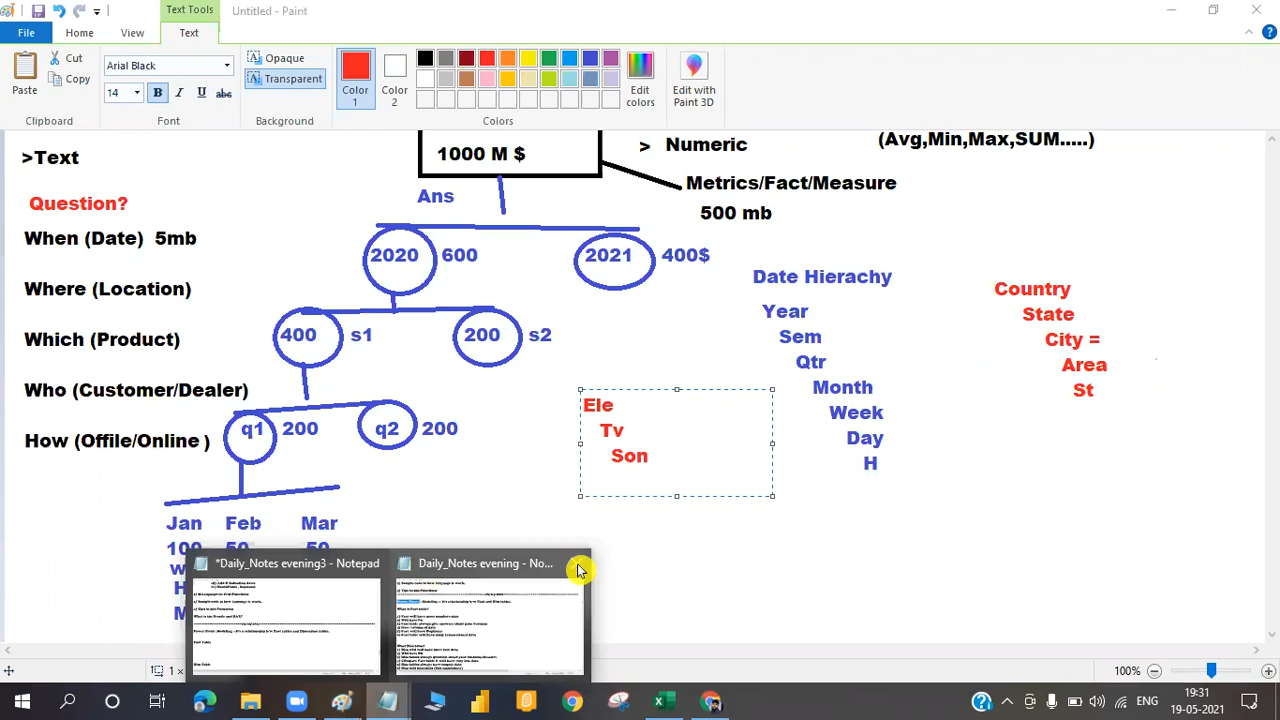 Text Tools
Untitled - Paint
File
Home
View
Text
Paste
Cut
Copy
Clipboard
Arial Black
14
B
I
U
abc
Font
Opaque
Transparent
Background
Color
1
Color
2
Edit
colors
Edit with
Paint 3D
Colors
>Text
1000 M $
> Numeric
(Avg,Min,Max,SUM.....)
Metrics/Fact/Measure
500 mb
Question?
Ans
When (Date) 5mb
2020
600
2021
400$
Date Hierachy
Where (Location)
Country
Year
State
Which (Product)
400
s1
200
s2
Sem
City =
Qtr
Area
Who (Customer/Dealer)
Month
St
Ele
Week
How (Offile/Online )
q1
200
q2
200
Tv
Day
Son
H
Jan
Feb
Mar
100
50
50
*Daily_Notes evening3 - Notepad
Daily_Notes evening - No...
100%
ENG
19:31
19-05-2021